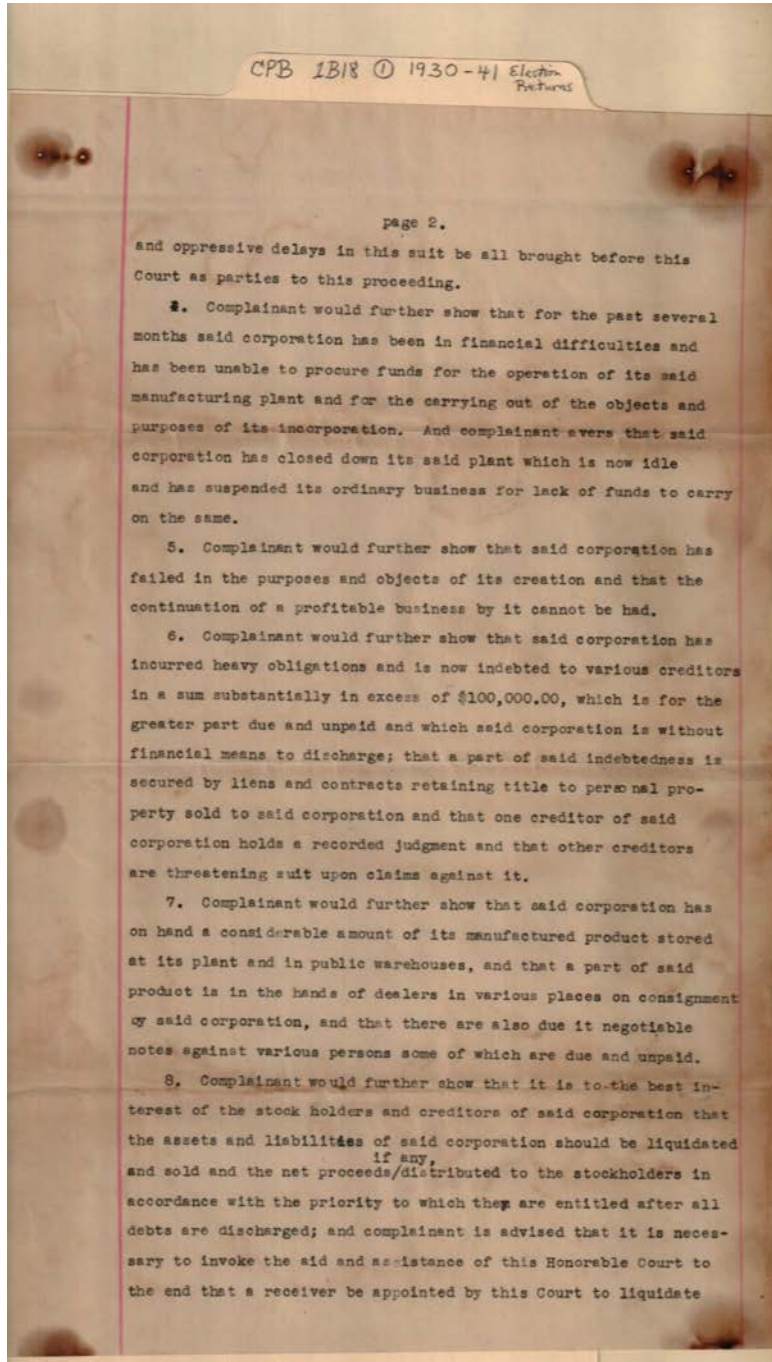 CPB 1B18 ① 1930-41 Election
Returns
page 2.
and oppressive delays in this suit be all brought before this
Court as parties to this proceeding.
4. Complainant would further show that for the past several
months said corporation has been in financial difficulties and
has been unable to procure funds for the operation of its said
manufacturing plant and for the carrying out of the objects and
purposes of its incorporation. And complainant avers that said
corporation has closed down its said plant which is now idle
and has suspended its ordinary business for lack of funds to carry
on the same.
5. Complainant would further show that said corporation has
failed in the purposes and objects of its creation and that the
continuation of a profitable business by it cannot be had.
6. Complainant would further show that said corporation has
incurred heavy obligations and is now indebted to various creditors
in a sum substantially in excess of $100,000.00, which is for the
greater part due and unpaid and which said corporation is without
financial means to discharge; that a part of said indebtedness is
secured by liens and contracts retaining title to personal pro-
perty sold to said corporation and that one creditor of said
corporation holds a recorded judgment and that other creditors
are threatening suit upon claims against it.
7. Complainant would further show that said corporation has
on hand a considerable amount of its manufactured product stored
at its plant and in public warehouses, and that a part of said
product is in the hands of dealers in various places on consignment
by said corporation, and that there are also due it negotiable
notes against various persons some of which are due and unpaid.
8. Complainant would further show that it is to the best in-
terest of the stock holders and creditors of said corporation that
the assets and liabilities of said corporation should be liquidated
if any,
and sold and the net proceeds/distributed to the stockholders in
accordance with the priority to which they are entitled after all
debts are discharged; and complainant is advised that it is neces-
sary to invoke the aid and assistance of this Honorable Court to
the end that a receiver be appointed by this Court to liquidate